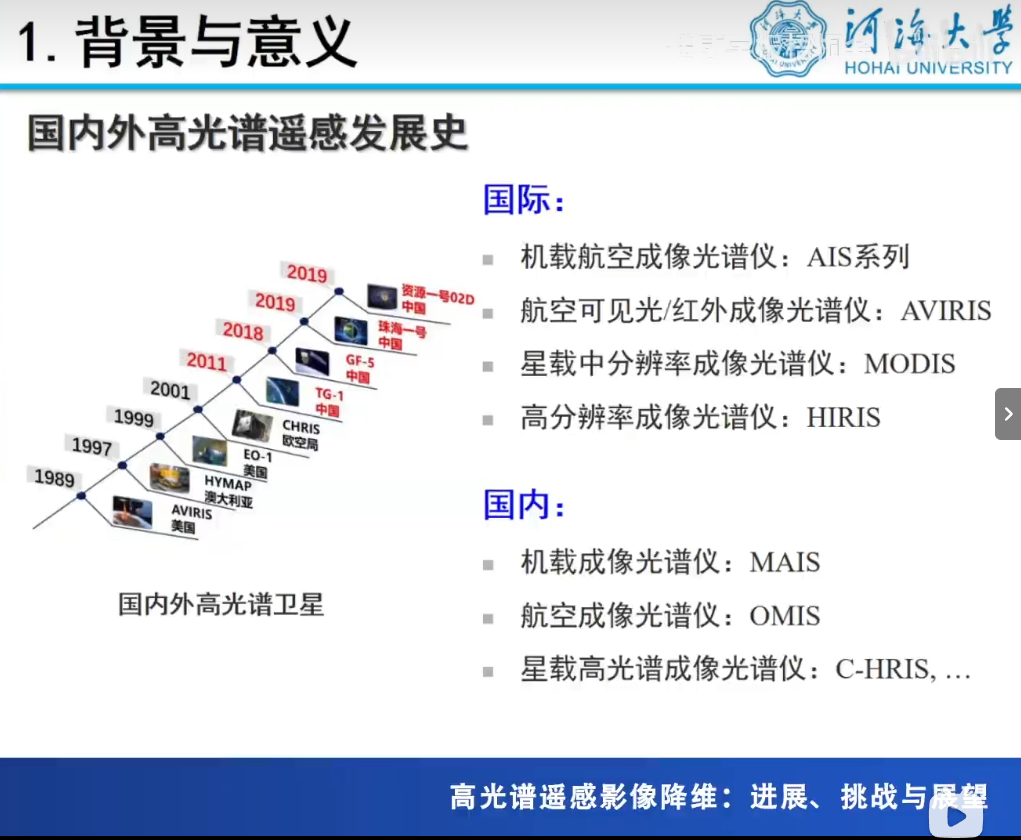 1. 背景与意义
河海大学
HOHAI UNIVERSITY
国内外高光谱遥感发展史
国际：
机载航空成像光谱仪：AIS系列
航空可见光/红外成像光谱仪：AVIRIS
星载中分辨率成像光谱仪：MODIS
高分辨率成像光谱仪：HIRIS
国内：
机载成像光谱仪：MAIS
航空成像光谱仪：OMIS
星载高光谱成像光谱仪：C-HRIS, …
2019
资源一号02D
中国
2019
珠海一号
中国
2018
GF-5
中国
2011
TG-1
中国
2001
CHRIS
欧空局
1999
EO-1
美国
1997
HYMAP
澳大利亚
1989
AVIRIS
美国
国内外高光谱卫星
高光谱遥感影像降维：进展、挑战与展望